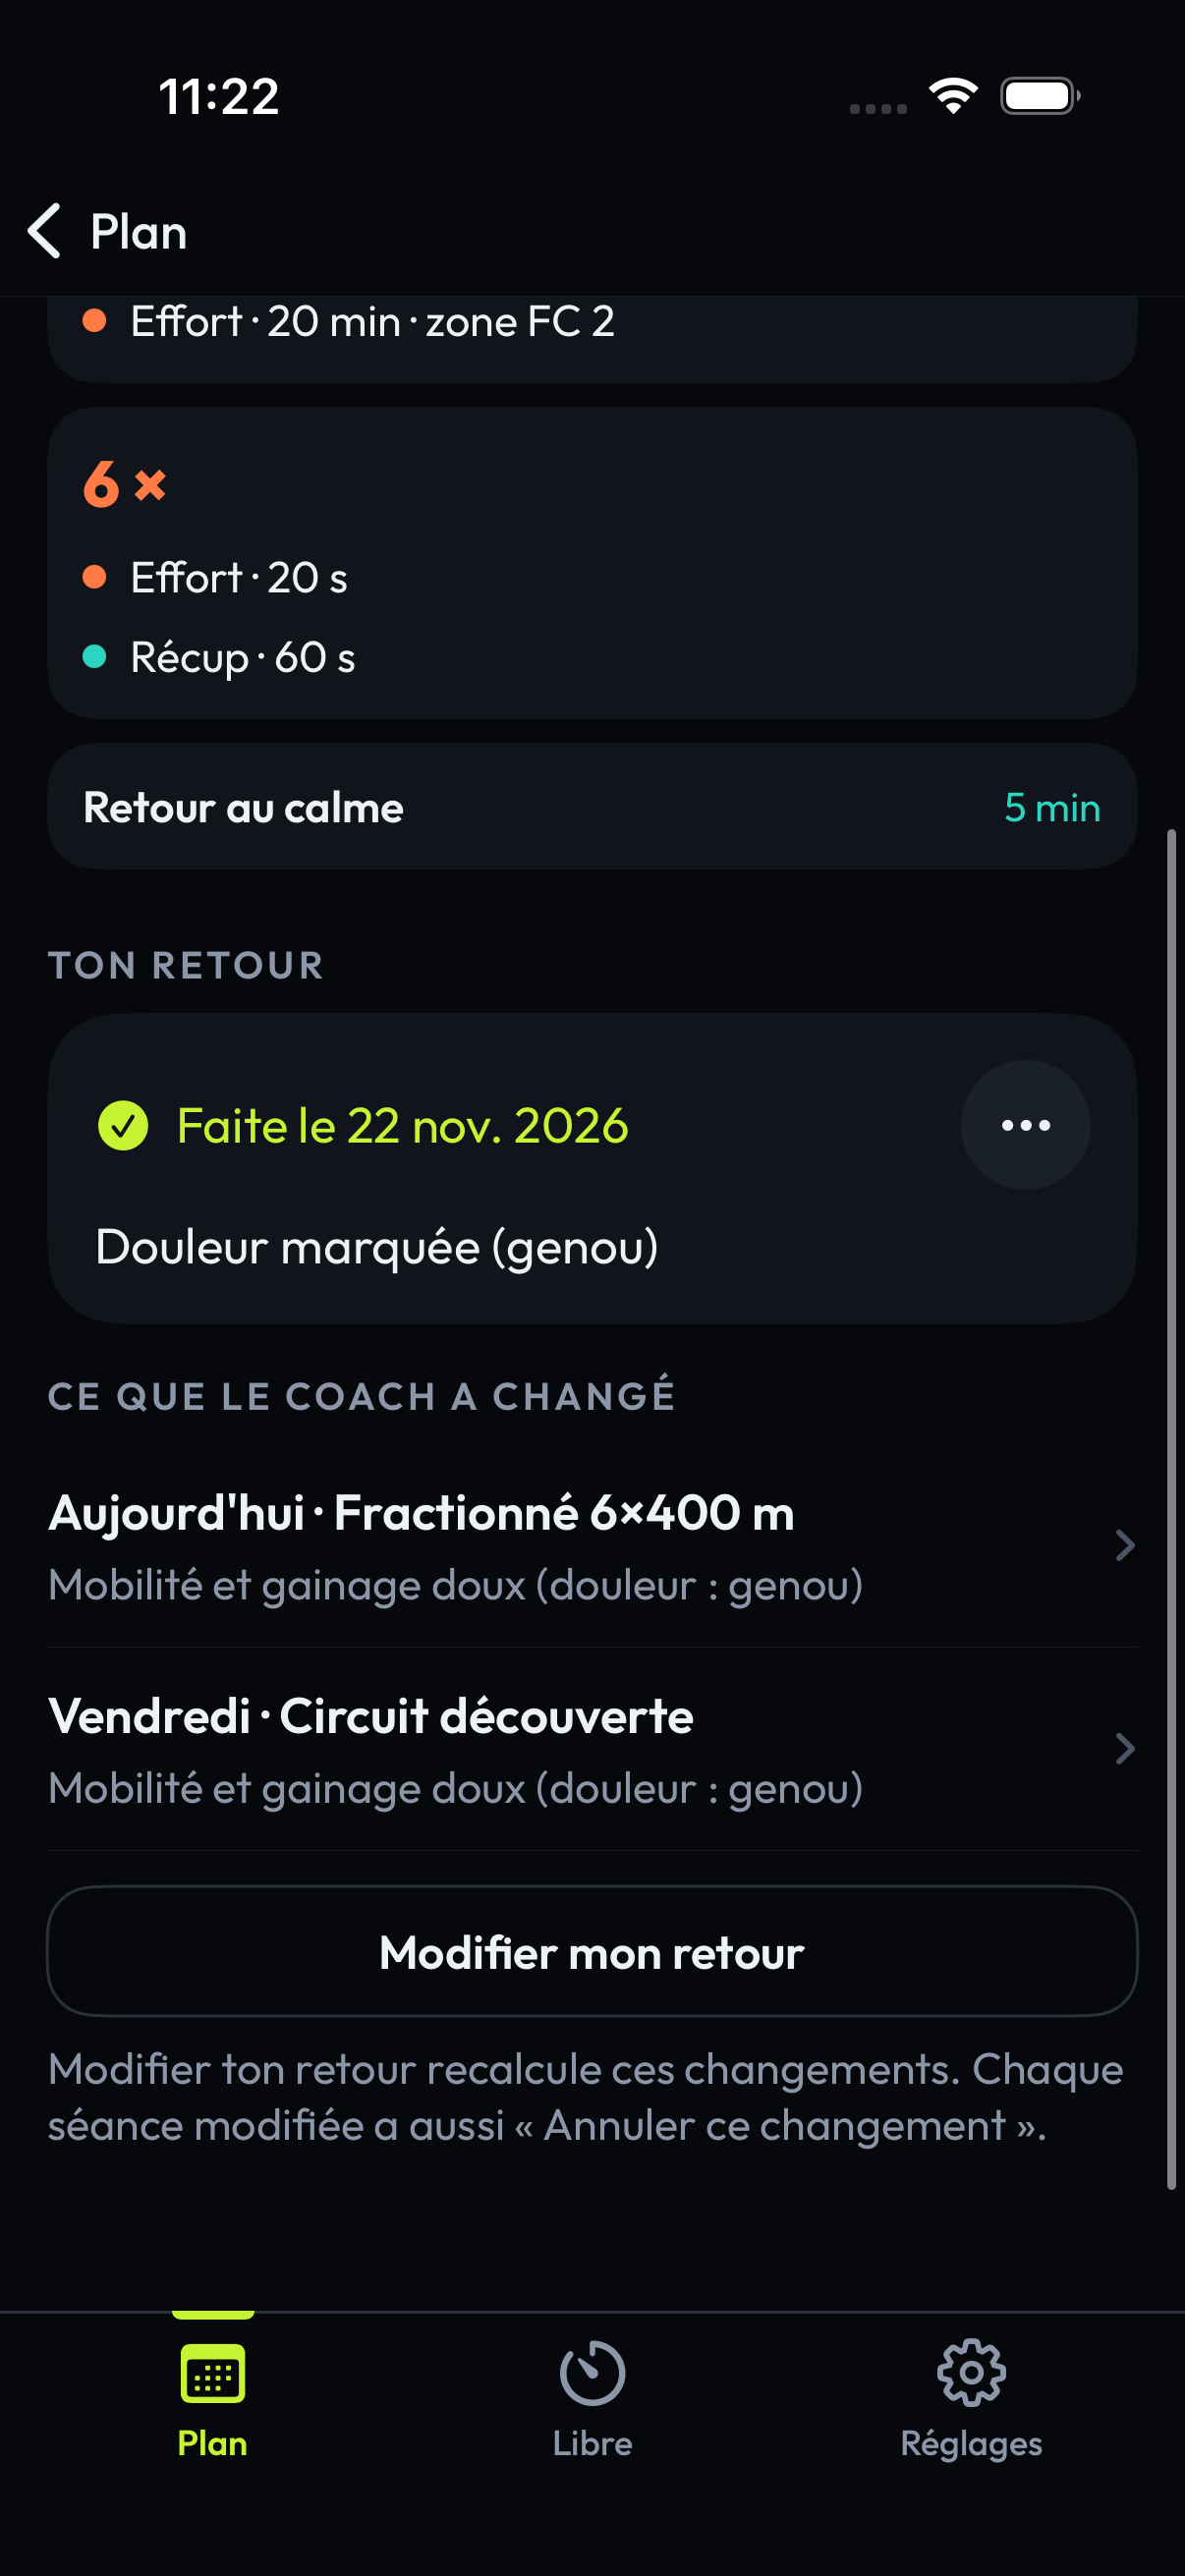 11:22
Plan
Effort · 20 min · zone FC 2
6 ×
Effort · 20 s
Récup · 60 s
Retour au calme
5 min
TON RETOUR
Faite le 22 nov. 2026
Douleur marquée (genou)
CE QUE LE COACH A CHANGÉ
Aujourd'hui · Fractionné 6×400 m
Mobilité et gainage doux (douleur : genou)
Vendredi · Circuit découverte
Mobilité et gainage doux (douleur : genou)
Modifier mon retour
Modifier ton retour recalcule ces changements. Chaque
séance modifiée a aussi « Annuler ce changement ».
Plan
Libre
Réglages